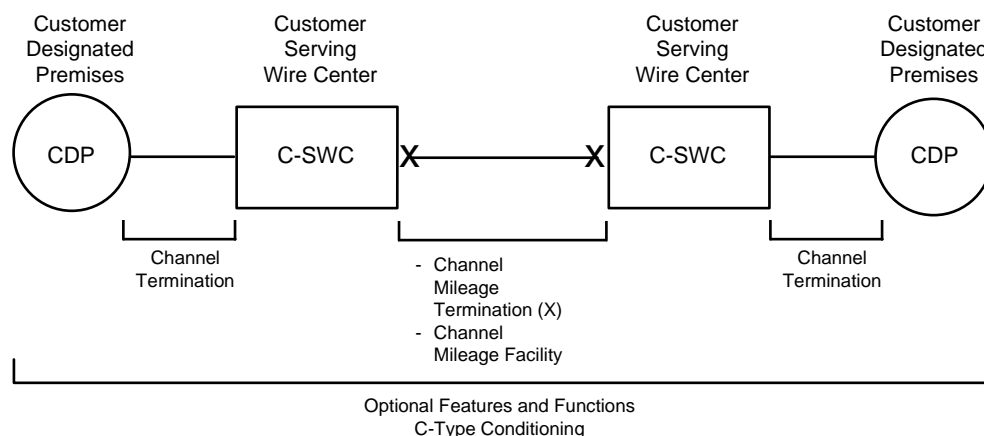 Customer
Designated
Premises
Customer
Serving
Wire Center
Customer
Serving
Wire Center
Customer
Designated
Premises
CDP
C-SWC
X
X
C-SWC
CDP
Channel
Termination
- Channel
Mileage
Termination (X)
- Channel
Mileage Facility
Channel
Termination
Optional Features and Functions
C-Type Conditioning